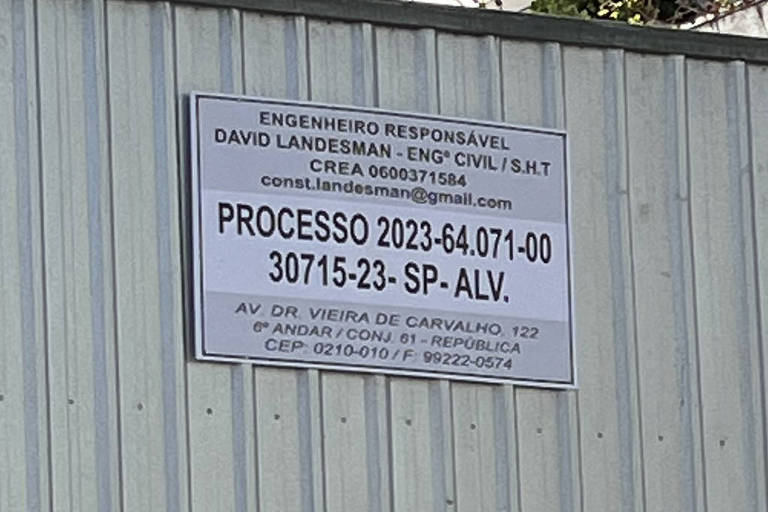 ENGENHEIRO RESPONSÁVEL
DAVID LANDESMAN - ENGº CIVIL / S.H.T
CREA 0600371584
const.landesman@gmail.com
PROCESSO 2023-64.071-00
30715-23- SP- ALV.
AV. DR. VIEIRA DE CARVALHO, 122
6º ANDAR / CONJ. 61 - REPÚBLICA
CEP: 0210-010 / F: 99222-0574